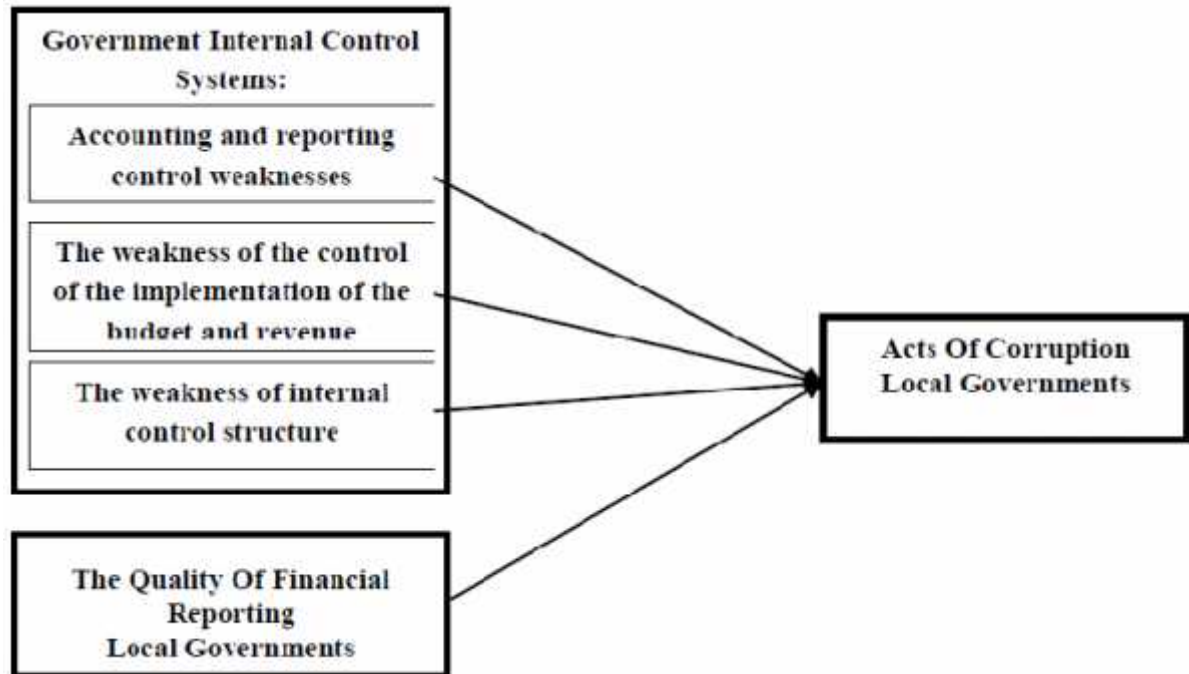 Government Internal Control
Systems:
Accounting and reporting
control weaknesses
The weakness of the control
of the implementation of the
budget and revenue
The weakness of internal
control structure
Acts Of Corruption
Local Governments
The Quality Of Financial
Reporting
Local Governments